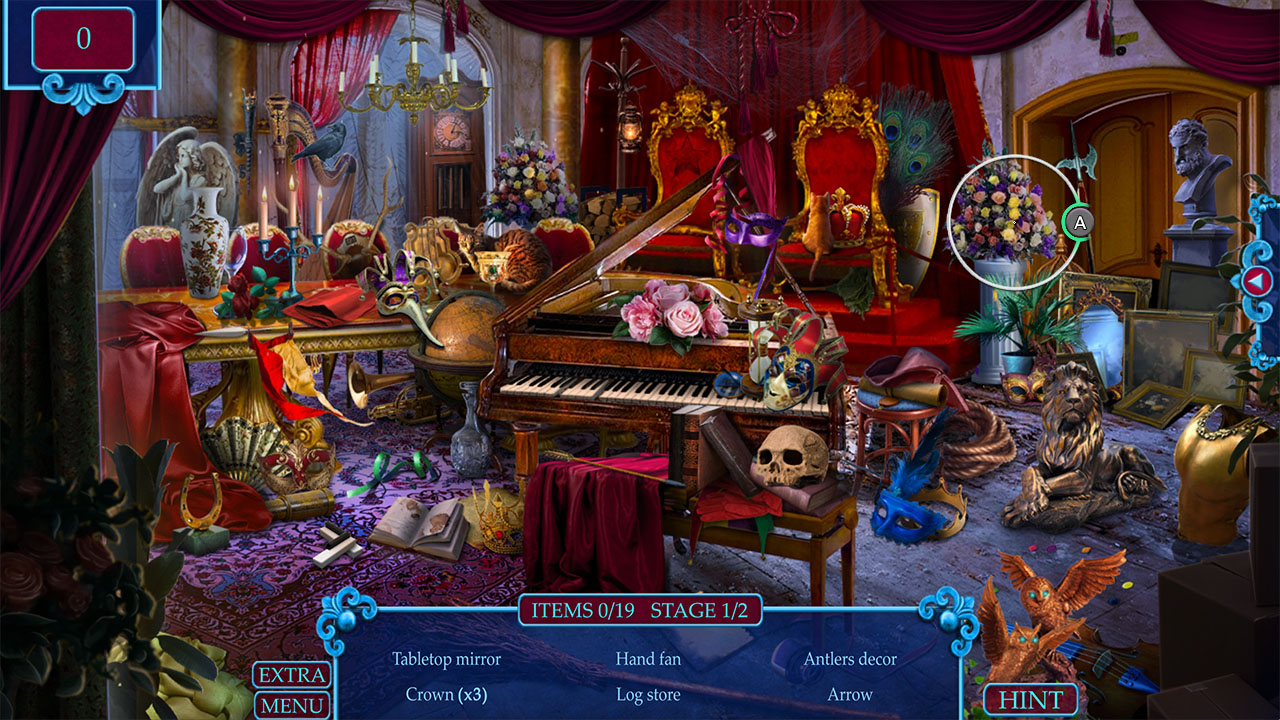 0
A
ITEMS 0/19 STAGE 1/2
Tabletop mirror Hand fan Antlers decor
Crown (x3) Log store Arrow
EXTRA
MENU
HINT